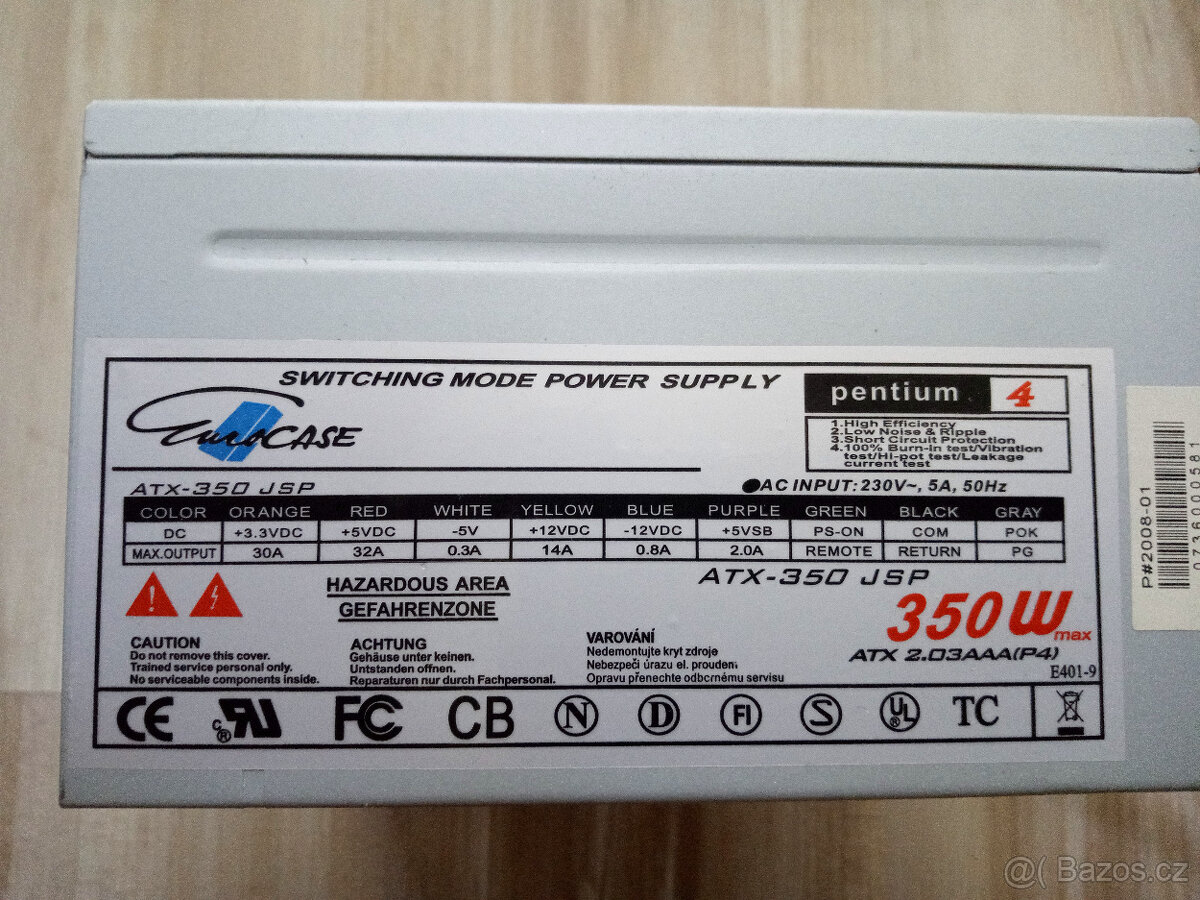 SWITCHING MODE POWER SUPPLY
EuroCASE
pentium 4
1.High Efficiency
2.Low Noise & Ripple
3.Short Circuit Protection
4.100% Burn-In test/Vibration
test/Hi-pot test/Leakage
current test
ATX-350 JSP
AC INPUT: 230V~, 5A, 50Hz
COLOR ORANGE RED WHITE YELLOW BLUE PURPLE GREEN BLACK GRAY
DC +3.3VDC +5VDC -5V +12VDC -12VDC +5VSB PS-ON COM POK
MAX.OUTPUT 30A 32A 0.3A 14A 0.8A 2.0A REMOTE RETURN PG
HAZARDOUS AREA
GEFAHRENZONE
ATX-350 JSP
350W max
ATX 2.03AAA(P4)
E401-9
CAUTION
Do not remove this cover.
Trained service personal only.
No serviceable components inside.
ACHTUNG
Gehäuse unter keinen.
Untstanden offnen.
Reparaturen nur durch Fachpersonal.
VAROVÁNÍ
Nedemontujte kryt zdroje
Nebezpečí úrazu el. prouden.
Opravu přenechte odbcrnému servisu
CE c RU ® FC CB N D FI S UL ® TC
P#2008-01
@( Bazos.cz